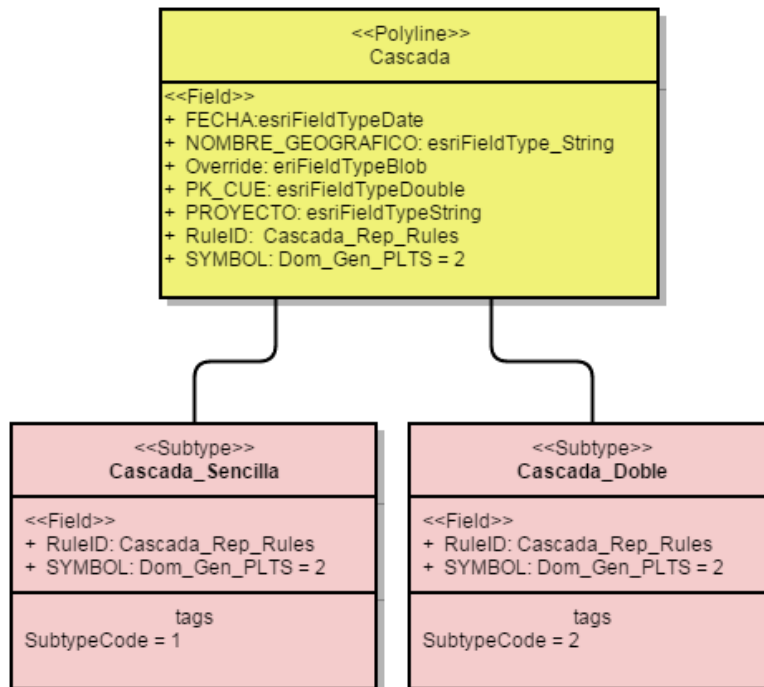 <<Polyline>>
Cascada
<<Field>>
+ FECHA:esriFieldTypeDate
+ NOMBRE_GEOGRAFICO: esriFieldType_String
+ Override: eriFieldTypeBlob
+ PK_CUE: esriFieldTypeDouble
+ PROYECTO: esriFieldTypeString
+ RuleID: Cascada_Rep_Rules
+ SYMBOL: Dom_Gen_PLTS = 2
<<Subtype>>
Cascada_Sencilla
<<Field>>
+ RuleID: Cascada_Rep_Rules
+ SYMBOL: Dom_Gen_PLTS = 2
tags
SubtypeCode = 1
<<Subtype>>
Cascada_Doble
<<Field>>
+ RuleID: Cascada_Rep_Rules
+ SYMBOL: Dom_Gen_PLTS = 2
tags
SubtypeCode = 2